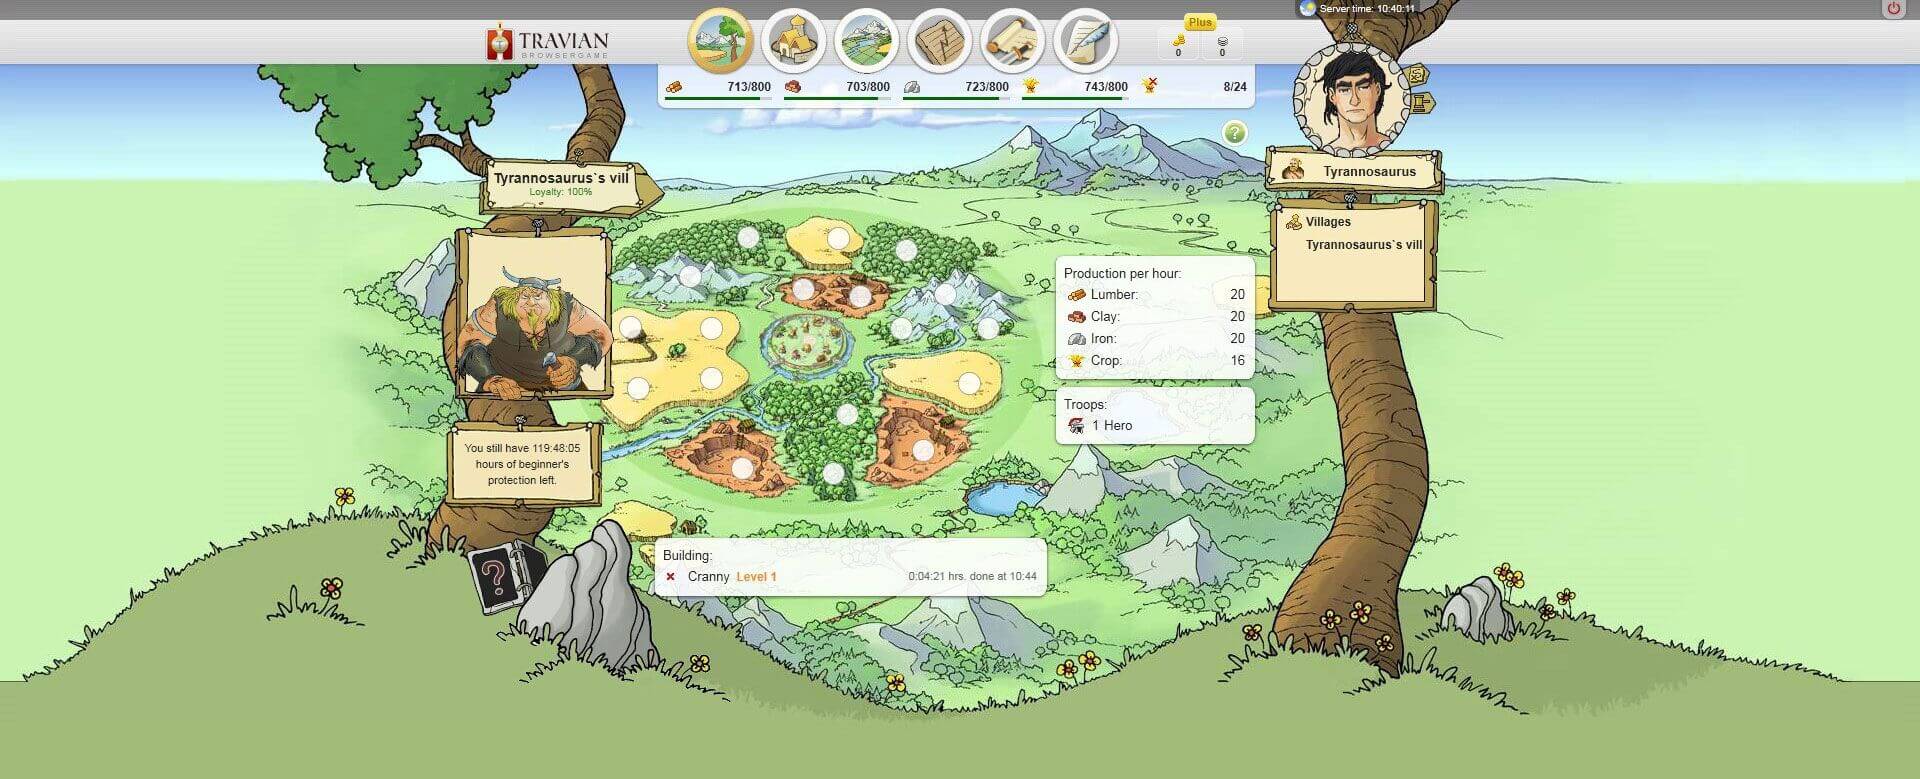 Server time: 10:40:11
TRAVIAN
BROWSERGAME
Plus
0
0
713/800
703/800
723/800
743/800
8/24
?
Tyrannosaurus`s vill
Loyalty: 100%
Tyrannosaurus
Villages
Tyrannosaurus`s vill
Production per hour:
Lumber: 20
Clay: 20
Iron: 20
Crop: 16
Troops:
1 Hero
You still have 119:48:05
hours of beginner's
protection left.
?
Building:
Cranny Level 1 0:04:21 hrs. done at 10:44